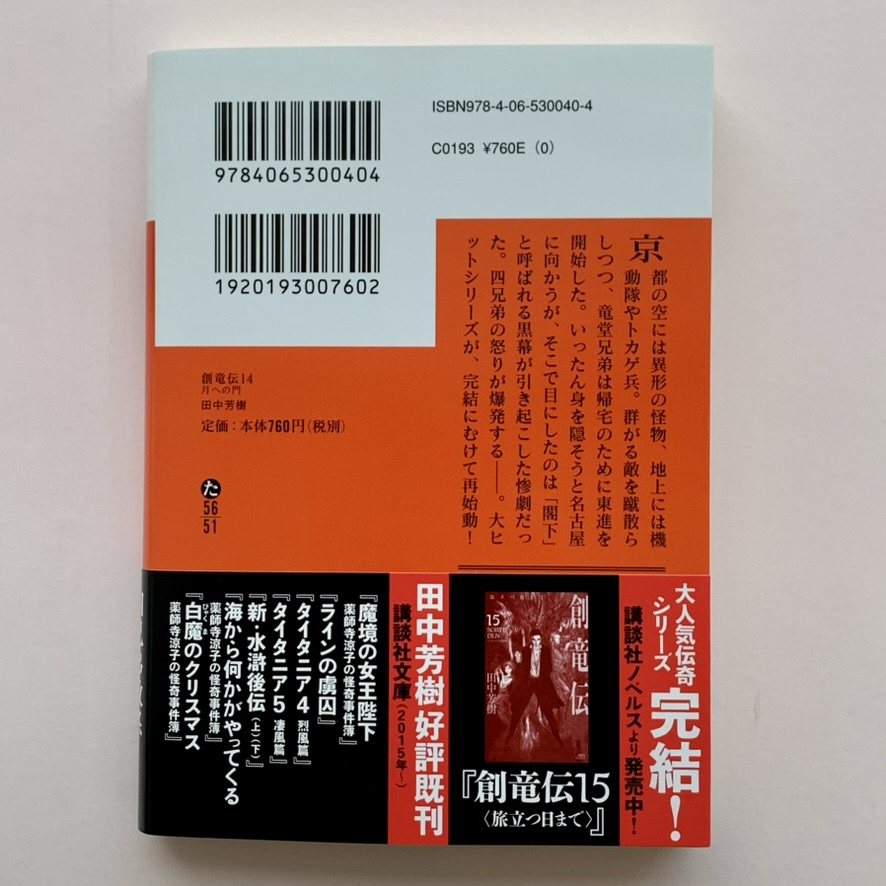 9784065300404
1920193007602
ISBN978-4-06-530040-4
C0193 ¥760E (0)
京都の空には異形の怪物、地上には機
動隊やトカゲ兵。群がる敵を蹴散ら
しつつ、竜堂兄弟は帰宅のために東進を
開始した。いったん身を隠そうと名古屋
に向かうが、そこで目にしたのは「閣下」
と呼ばれる黒幕が引き起こした惨劇だっ
た。四兄弟の怒りが爆発する――。大ヒ
ットシリーズが、完結にむけて再始動!
創竜伝14
月への門
田中芳樹
定価:本体760円(税別)
た
56
51
大人気伝奇
シリーズ
完結!
講談社ノベルスより発売中!
15
創竜伝
田中芳樹
『創竜伝15
〈旅立つ日まで〉』
田中芳樹 好評既刊
講談社文庫(2015年〜)
『魔境の女王陛下
薬師寺涼子の怪奇事件簿』
『ラインの虜囚』
『タイタニア4 烈風篇』
『タイタニア5 凄風篇』
『新・水滸後伝(上)(下)』
『海から何かがやってくる
薬師寺涼子の怪奇事件簿』
『白魔のクリスマス
ひゃくま
薬師寺涼子の怪奇事件簿』